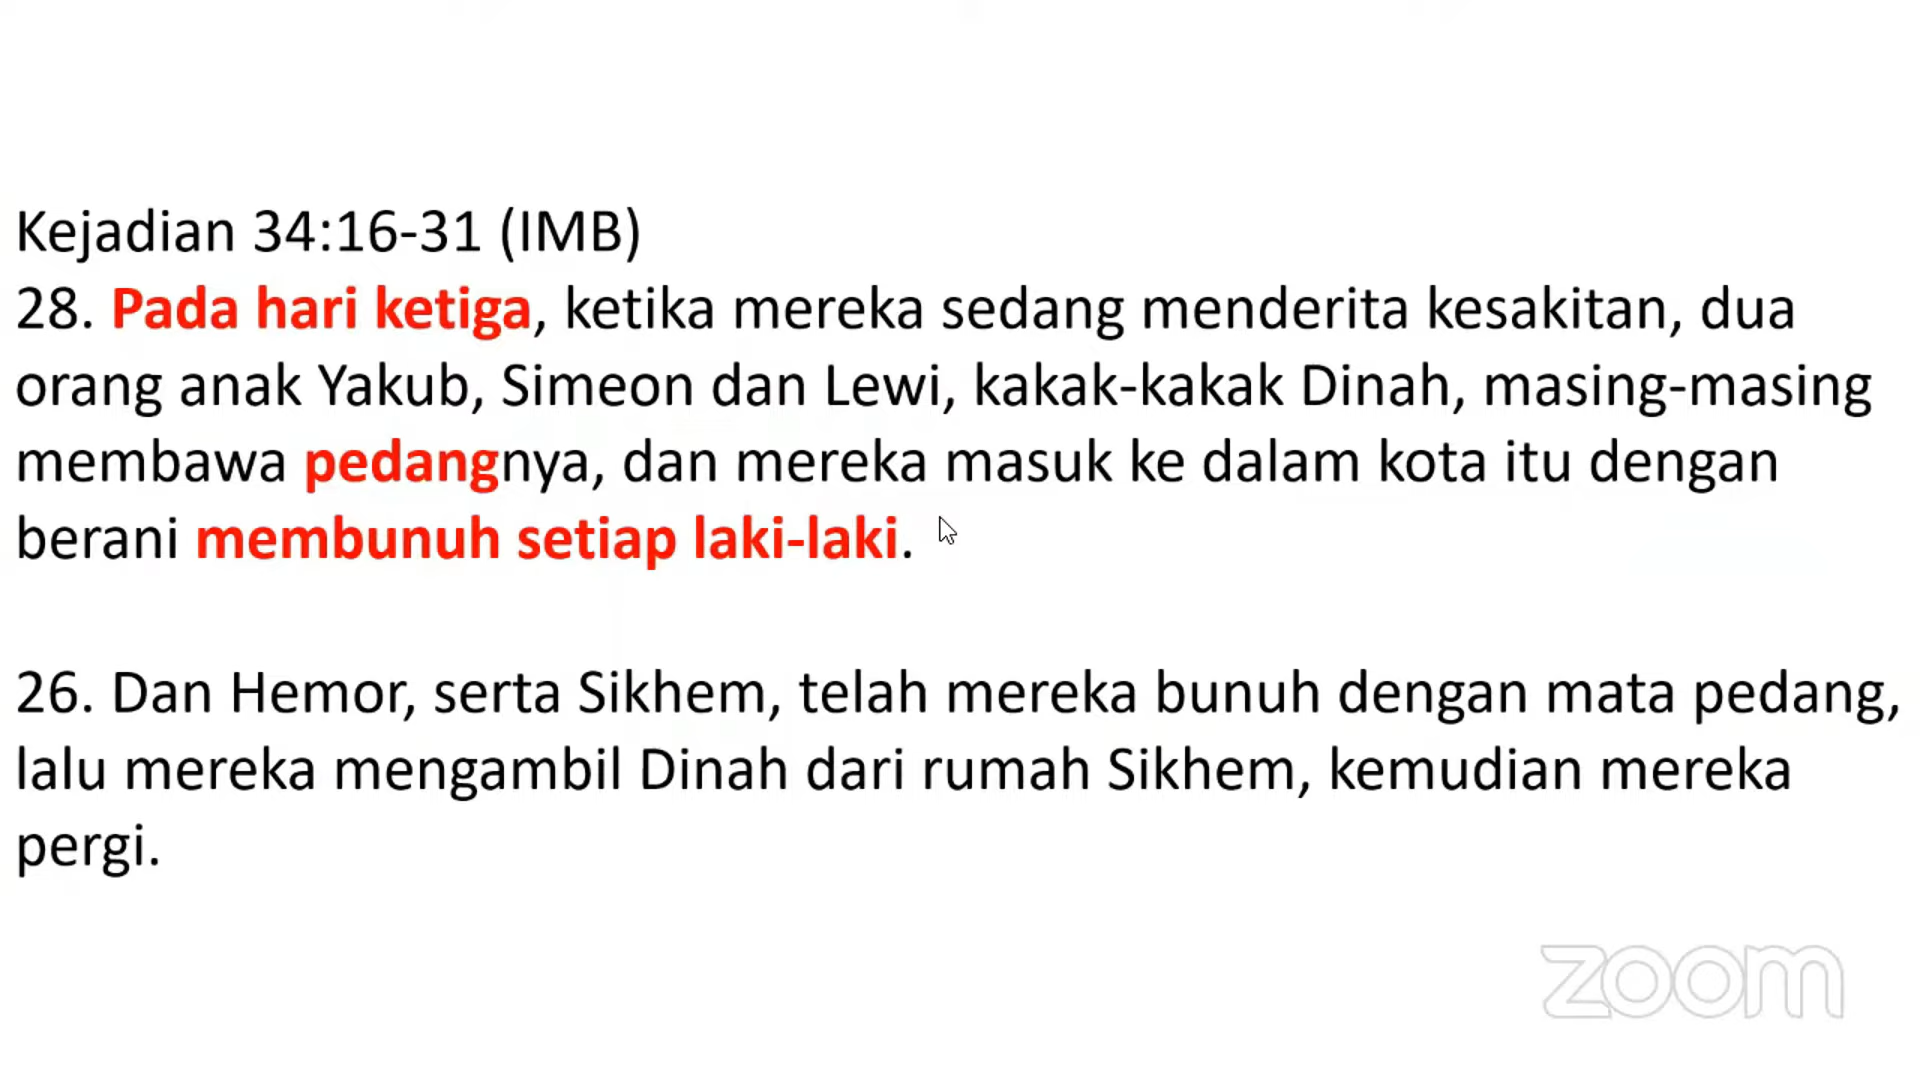 Kejadian 34:16-31 (IMB)
28. Pada hari ketiga, ketika mereka sedang menderita kesakitan, dua
orang anak Yakub, Simeon dan Lewi, kakak-kakak Dinah, masing-masing
membawa pedangnya, dan mereka masuk ke dalam kota itu dengan
berani membunuh setiap laki-laki.
26. Dan Hemor, serta Sikhem, telah mereka bunuh dengan mata pedang,
lalu mereka mengambil Dinah dari rumah Sikhem, kemudian mereka
pergi.
zoom